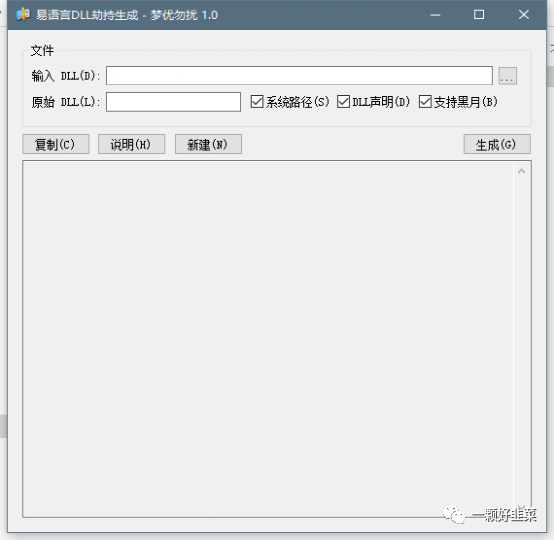 易语言DLL劫持生成 - 梦优勿扰 1.0
文件
输入 DLL(D):
...
原始 DLL(L):
系统路径(S)
DLL声明(D)
支持黑月(B)
复制(C)
说明(H)
新建(N)
生成(G)
一颗好韭菜